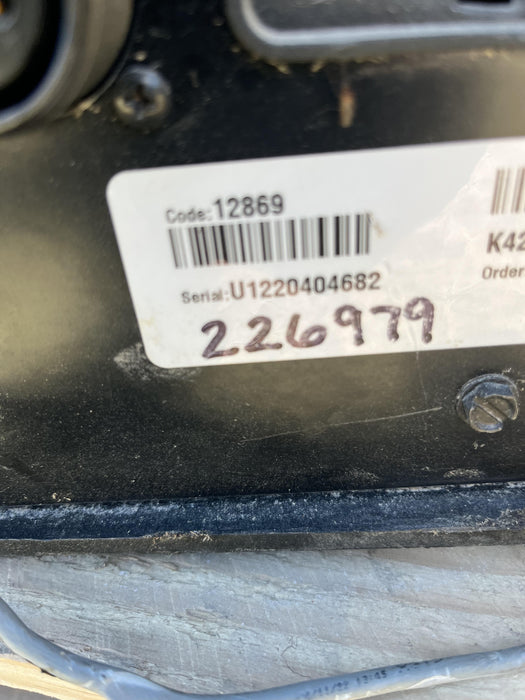 Code: 12869
Serial: U1220404682
226979
K42
Order